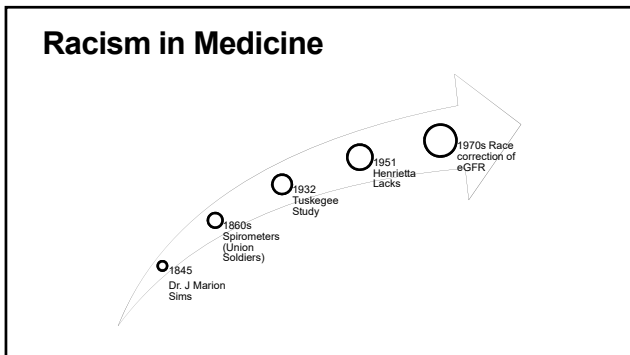 Racism in Medicine
1845
Dr. J Marion
Sims
1860s
Spirometers
(Union
Soldiers)
1932
Tuskegee
Study
1951
Henrietta
Lacks
1970s Race
correction of
eGFR